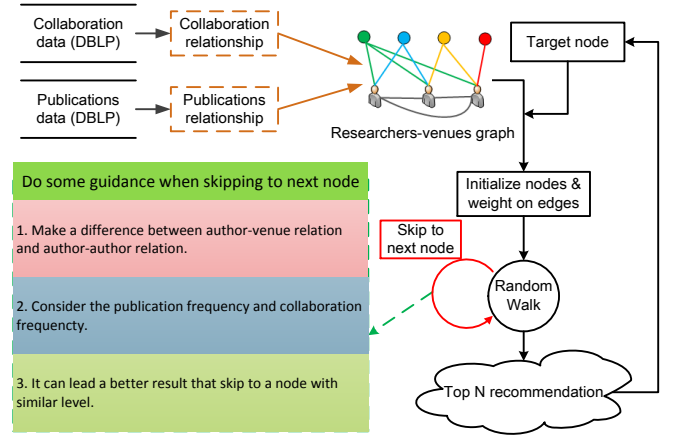 Collaboration
data (DBLP)
Collaboration
relationship
Target node
Publications
data (DBLP)
Publications
relationship
Researchers-venues graph
Do some guidance when skipping to next node
Initialize nodes &
weight on edges
1. Make a difference between author-venue relation
and author-author relation.
Skip to
next node
Random
Walk
2. Consider the publication frequency and collaboration
frequencty.
3. It can lead a better result that skip to a node with
similar level.
Top N recommendation